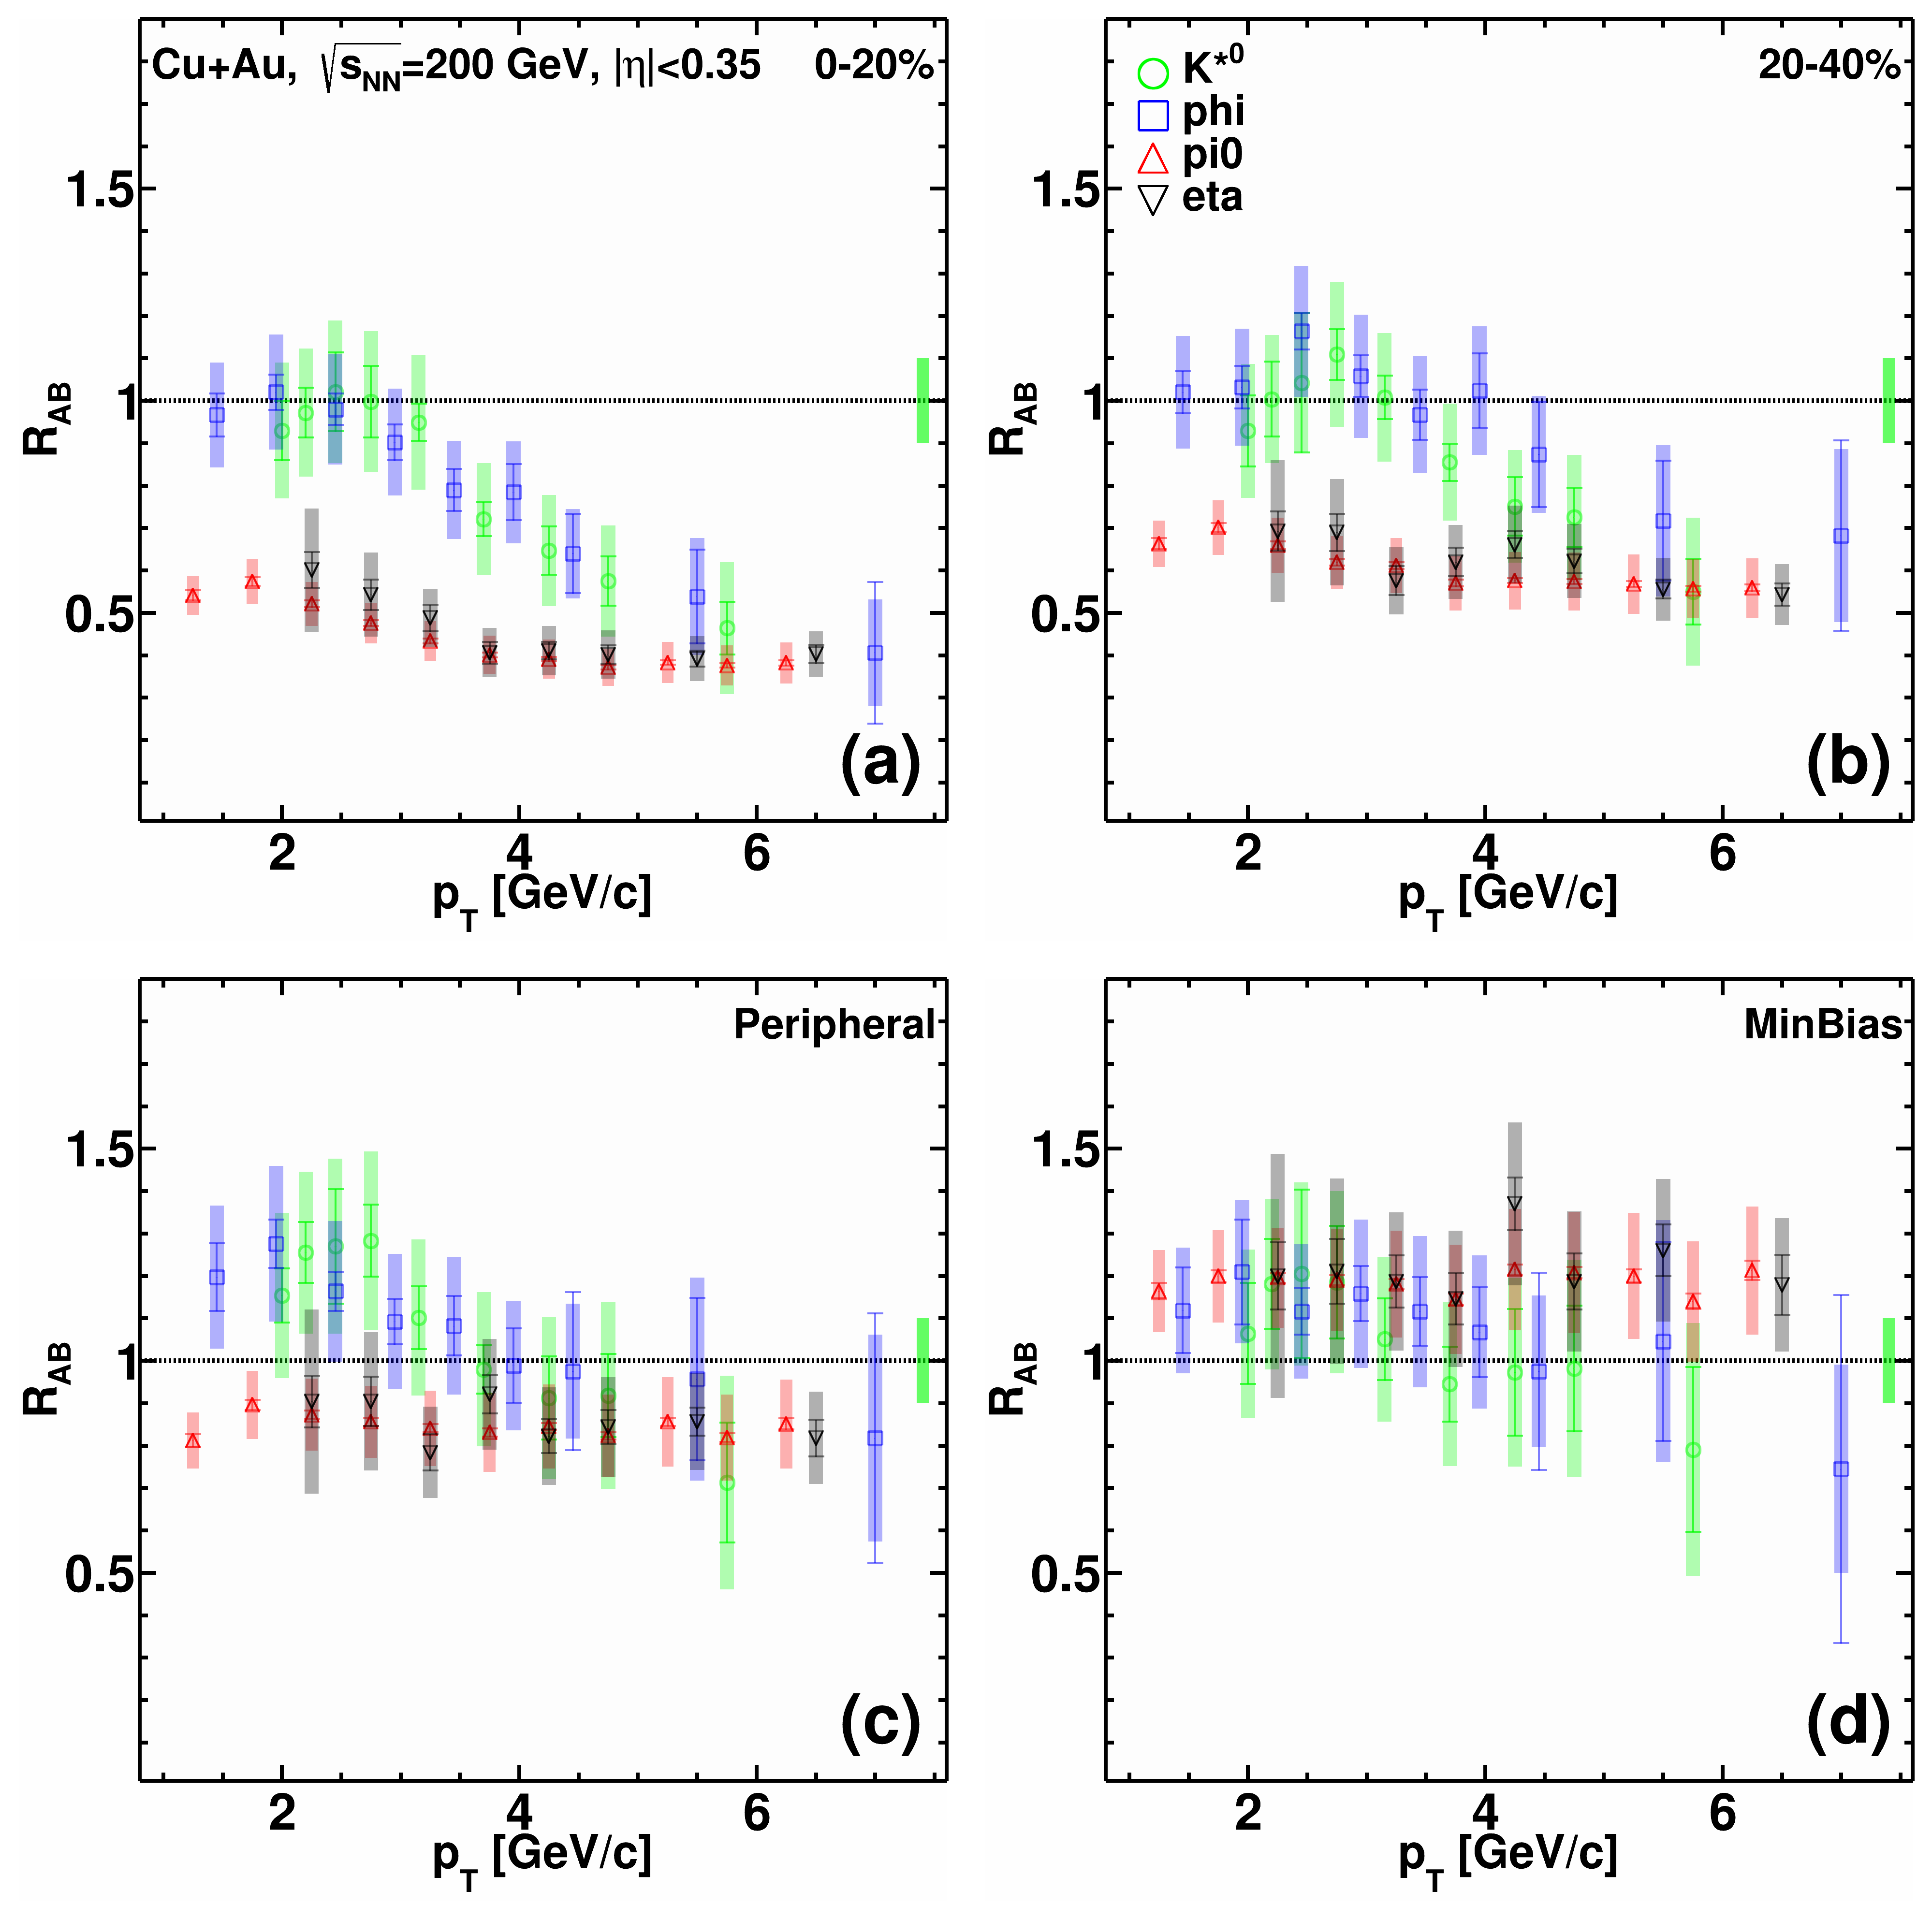 Cu+Au, √sNN=200 GeV, |η|<0.35 0-20%
1.5
1
0.5
RAB
(a)
2 4 6
pT [GeV/c]
K*0
phi
pi0
eta
20-40%
1.5
1
0.5
RAB
(b)
2 4 6
pT [GeV/c]
Peripheral
1.5
1
0.5
RAB
(c)
2 4 6
pT [GeV/c]
MinBias
1.5
1
0.5
RAB
(d)
2 4 6
pT [GeV/c]